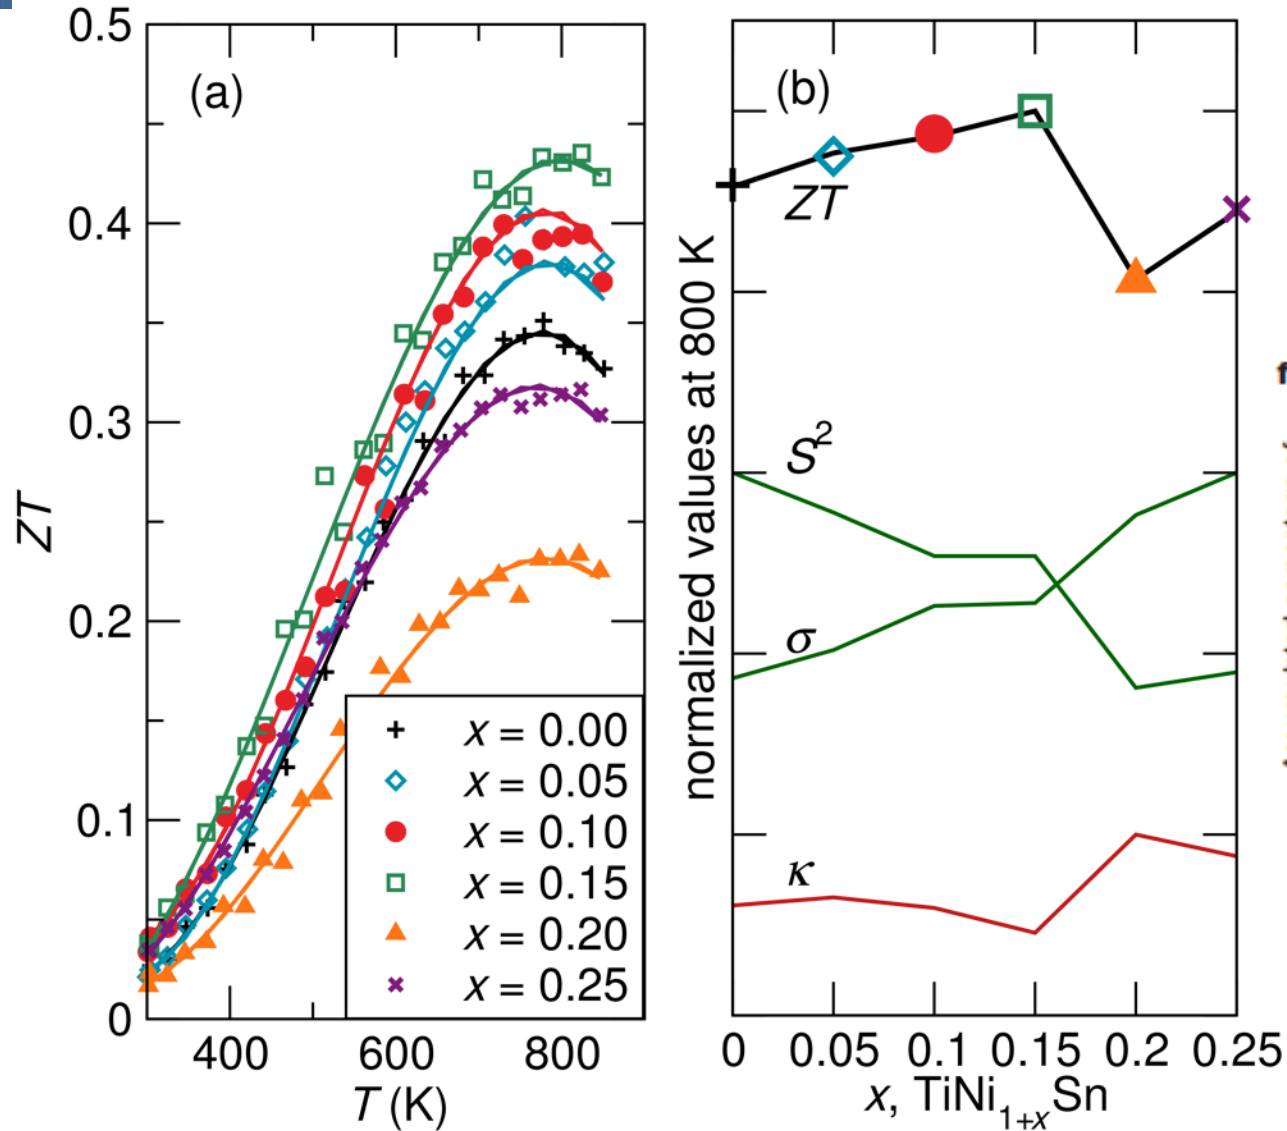 (a)
0.5
0.4
0.3
0.2
0.1
0
ZT
400 600 800
T (K)
x = 0.00
x = 0.05
x = 0.10
x = 0.15
x = 0.20
x = 0.25
(b)
normalized values at 800 K
ZT
S²
σ
κ
0 0.05 0.1 0.15 0.2 0.25
x, TiNi₁₊ₓSn